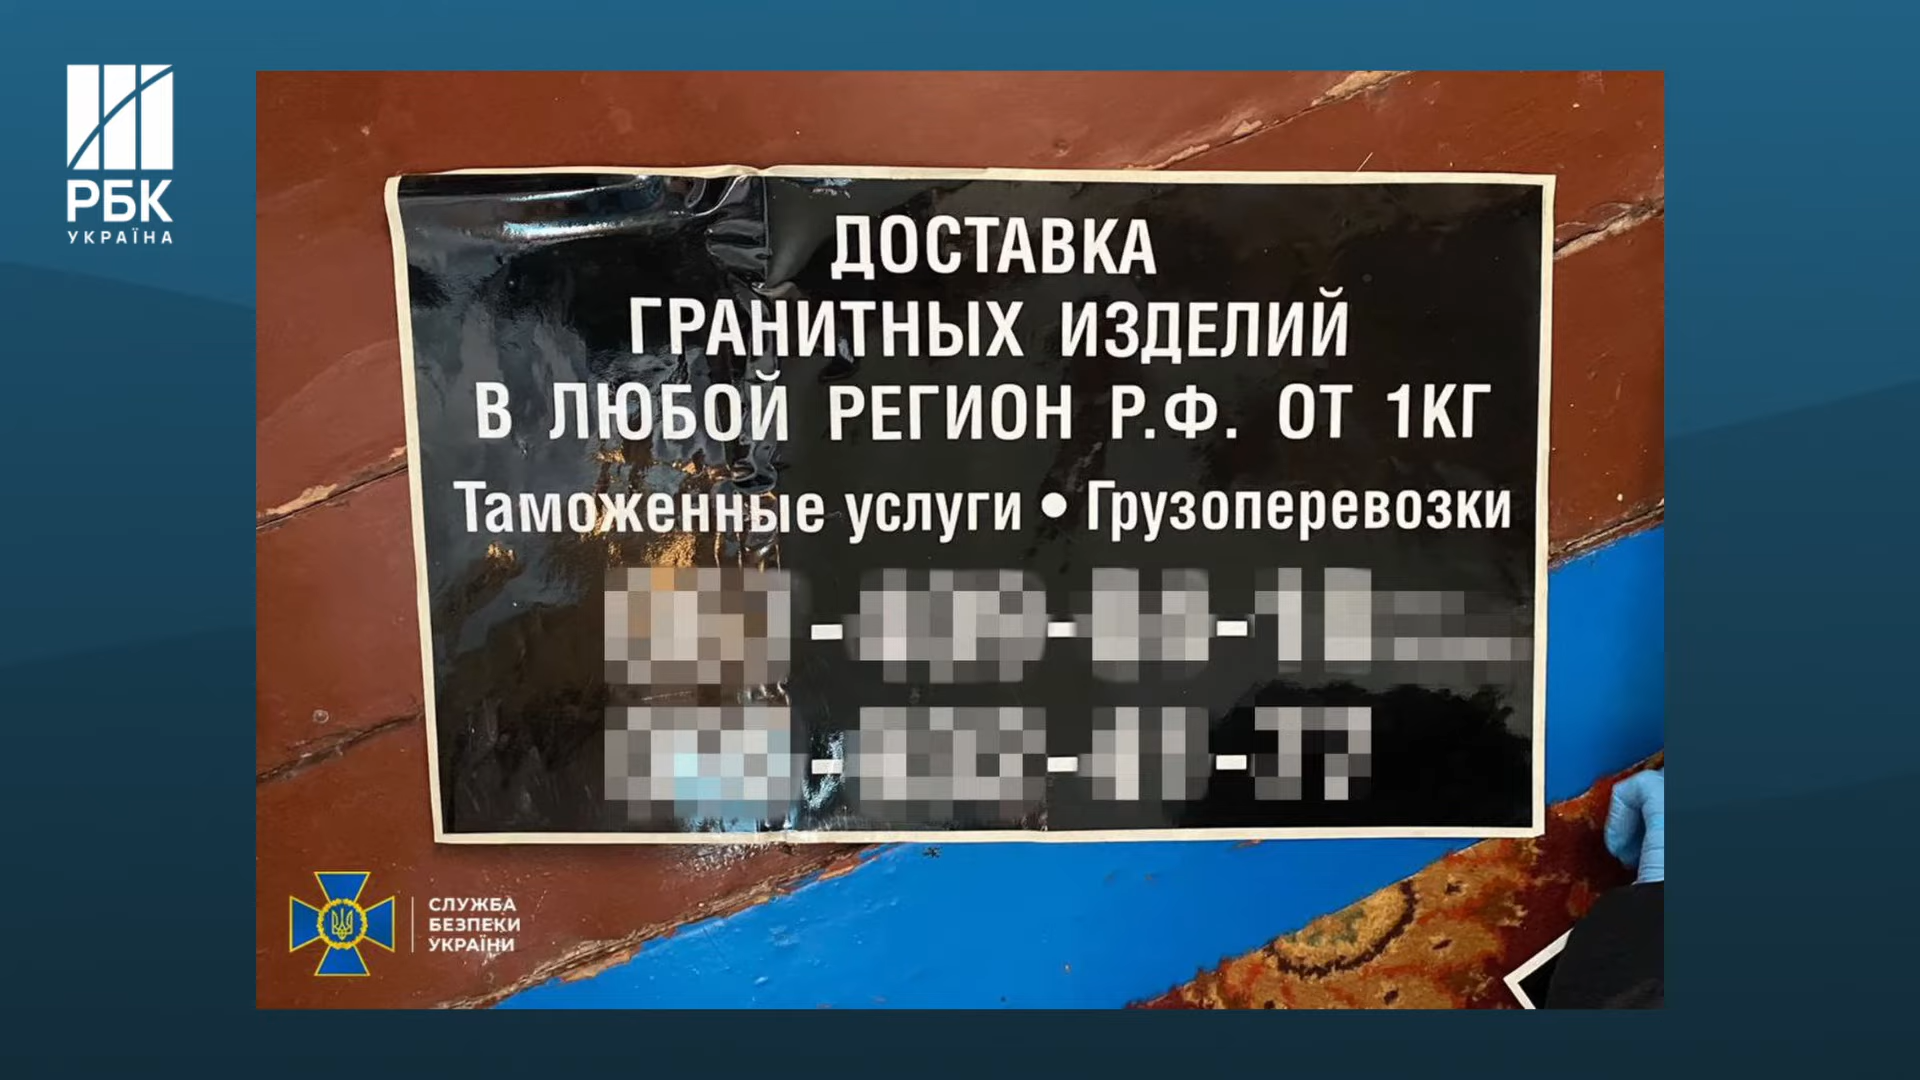 РБК
УКРАЇНА
ДОСТАВКА
ГРАНИТНЫХ ИЗДЕЛИЙ
В ЛЮБОЙ РЕГИОН Р.Ф. ОТ 1КГ
Таможенные услуги • Грузоперевозки
СЛУЖБА
БЕЗПЕКИ
УКРАЇНИ